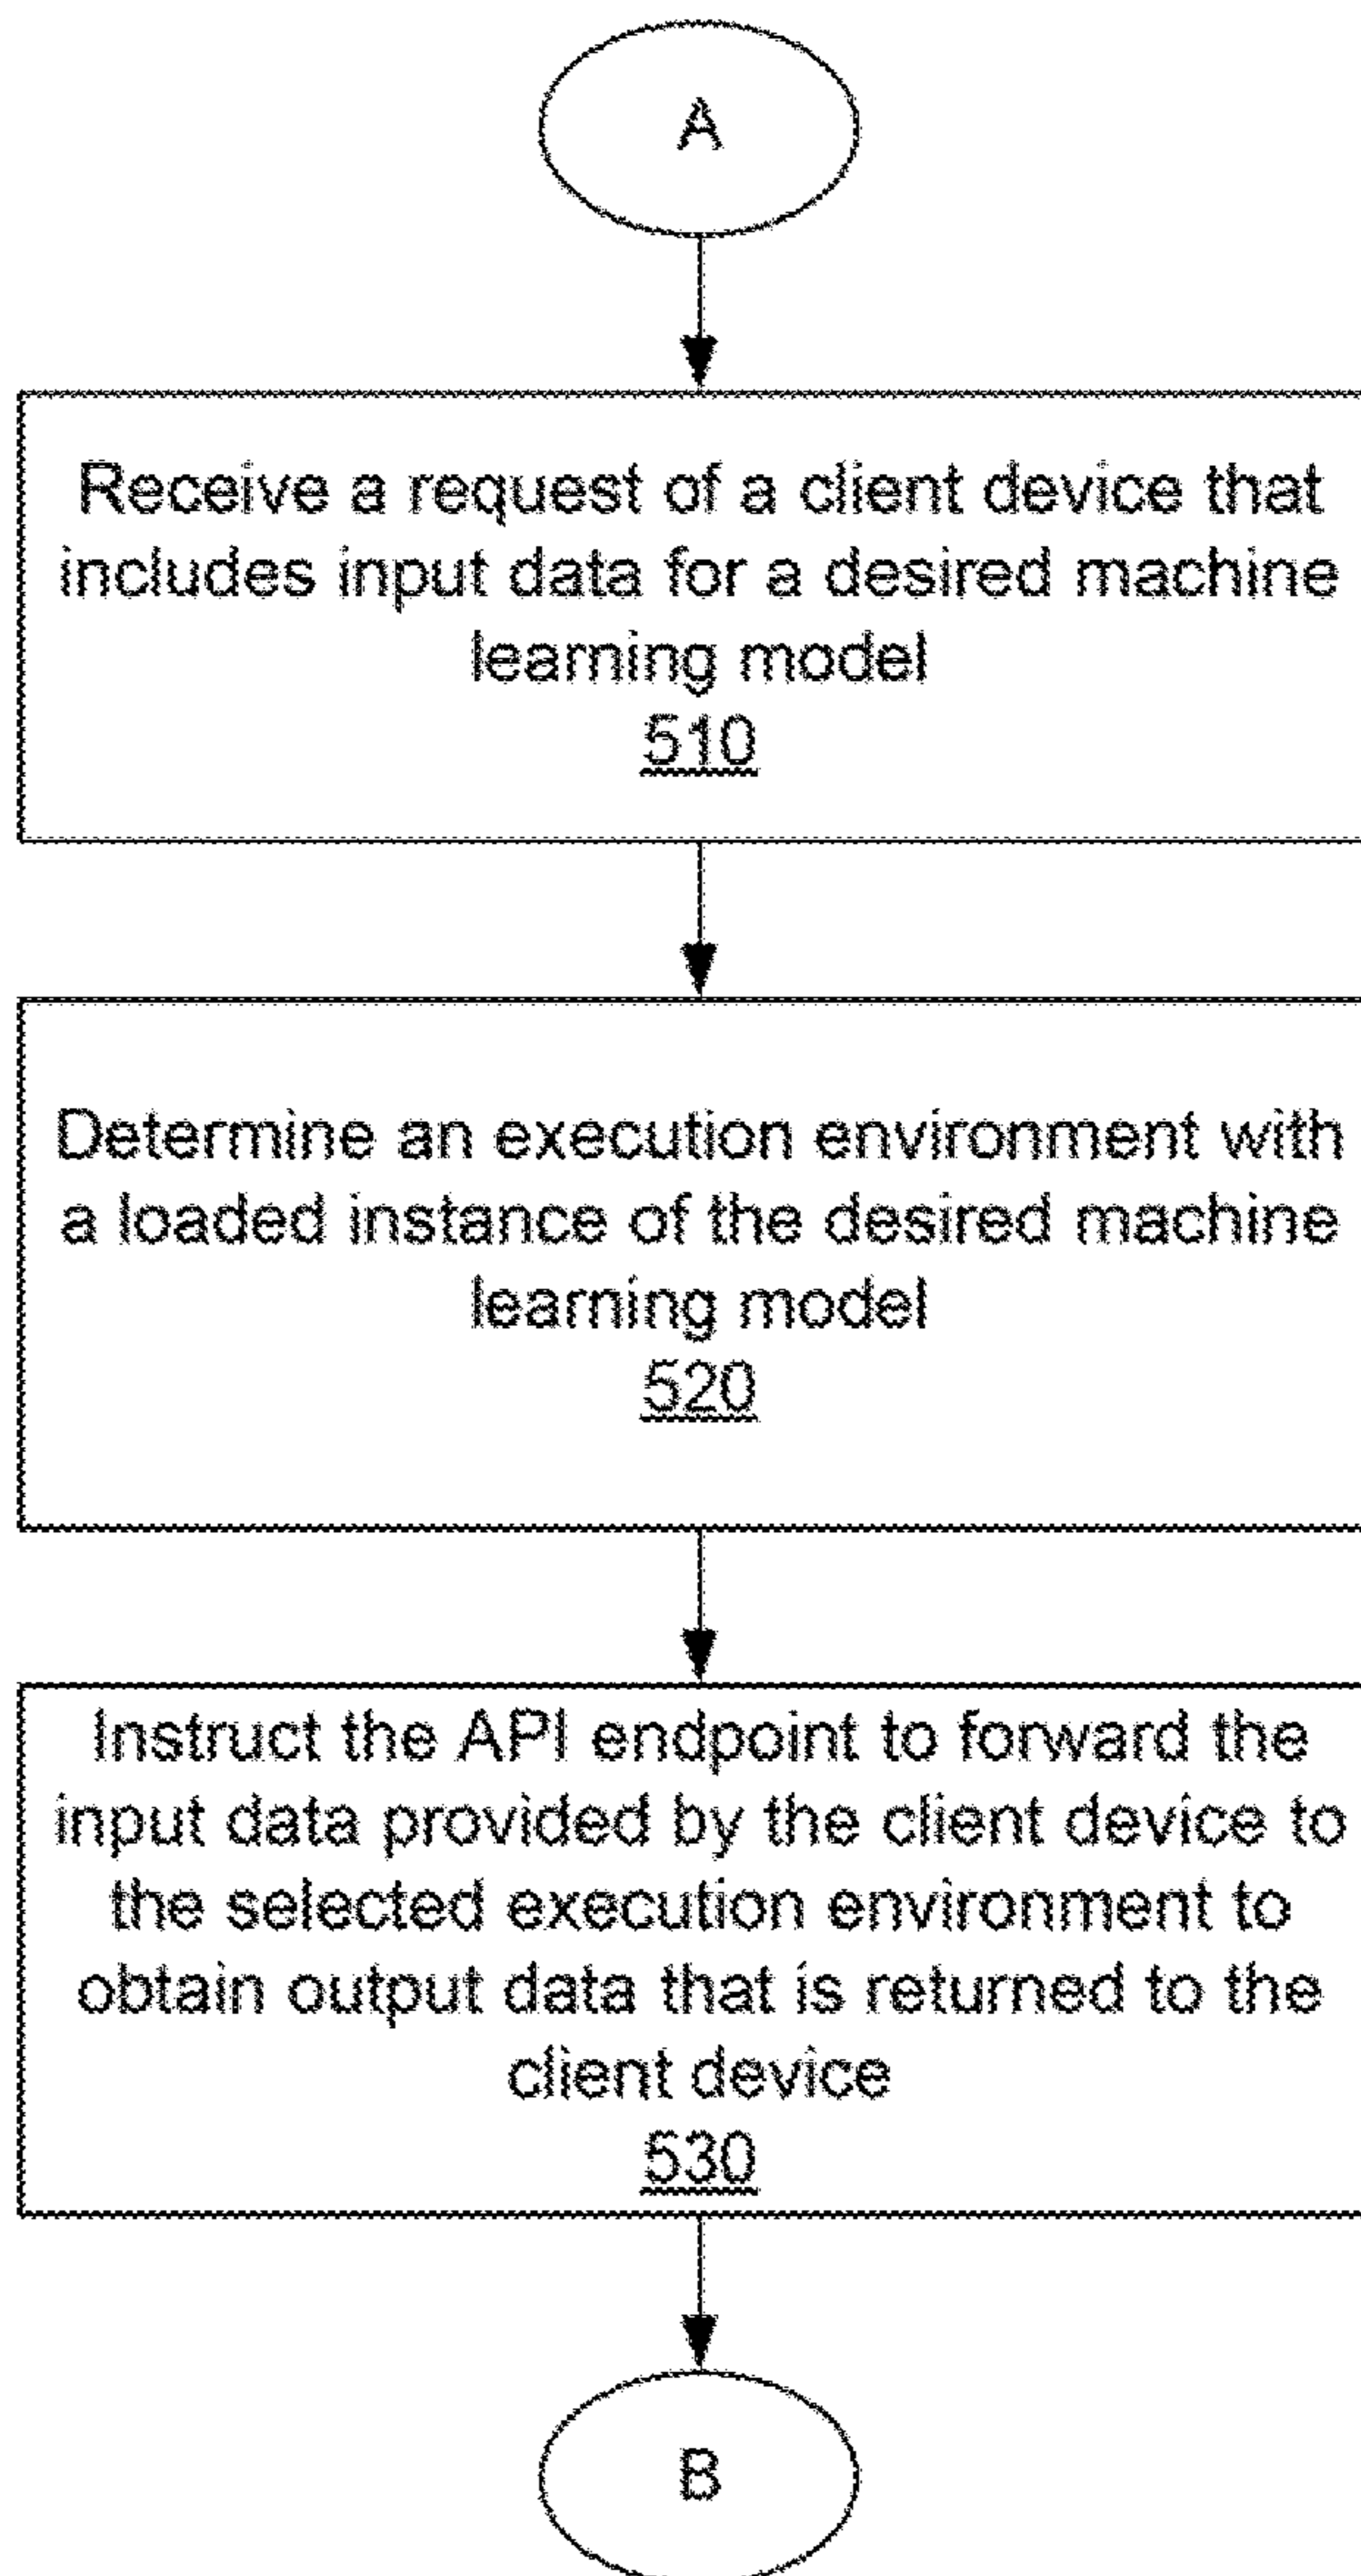 A
Receive a request of a client device that
includes input data for a desired machine
learning model
510
Determine an execution environment with
a loaded instance of the desired machine
learning model
520
Instruct the API endpoint to forward the
input data provided by the client device to
the selected execution environment to
obtain output data that is returned to the
client device
530
B